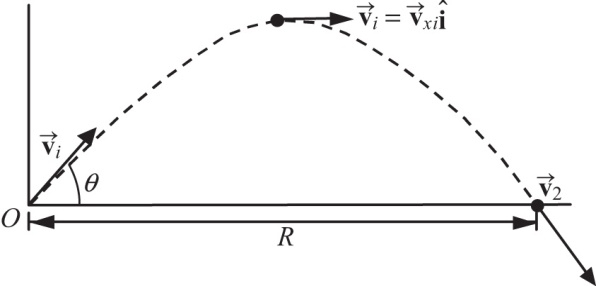 v⃗ᵢ = v⃗ₓᵢ î
v⃗ᵢ
θ
v⃗₂
O
R